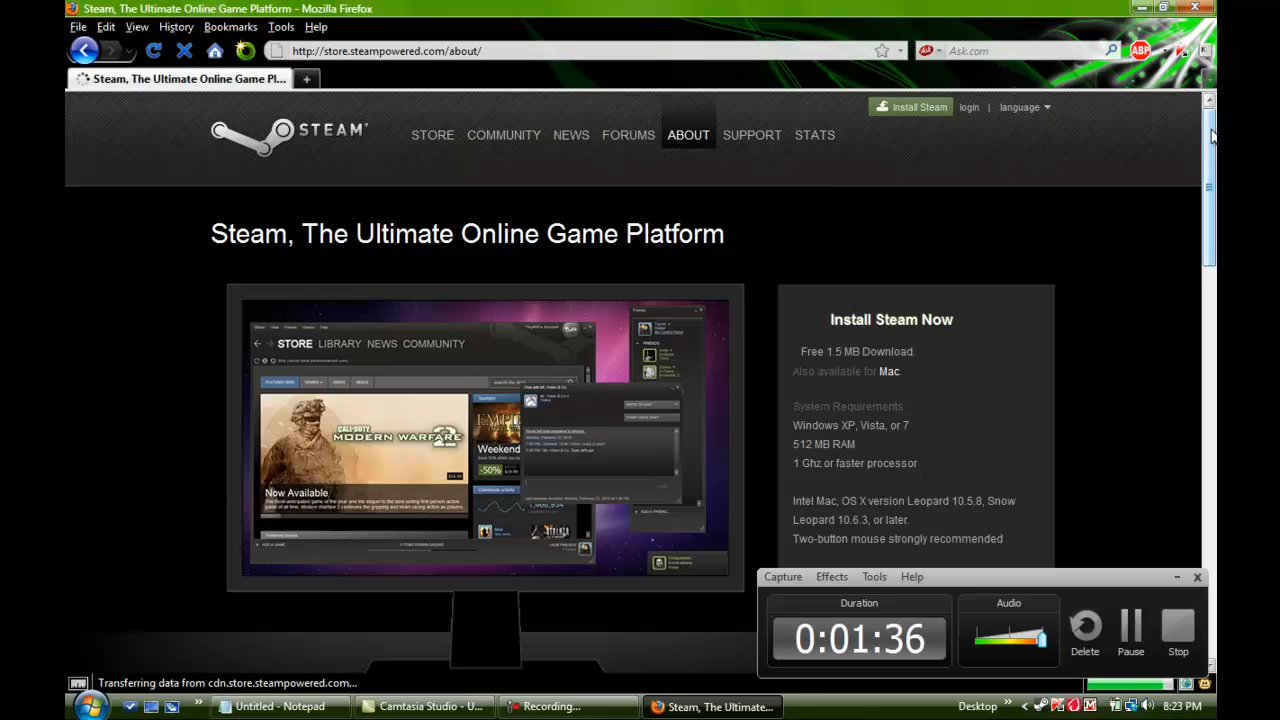 Steam, The Ultimate Online Game Platform - Mozilla Firefox
File Edit View History Bookmarks Tools Help
http://store.steampowered.com/about/
Ask Ask.com
ABP
Steam, The Ultimate Online Game Pl...
Install Steam login | language
STEAM
STORE COMMUNITY NEWS FORUMS ABOUT SUPPORT STATS
Steam, The Ultimate Online Game Platform
STORE LIBRARY NEWS COMMUNITY
CALL OF DUTY
MODERN WARFARE 2
Now Available
Spotlight
Weekend
-50%
Install Steam Now
Free 1.5 MB Download.
Also available for Mac.
System Requirements
Windows XP, Vista, or 7
512 MB RAM
1 Ghz or faster processor
Intel Mac, OS X version Leopard 10.5.8, Snow
Leopard 10.6.3, or later.
Two-button mouse strongly recommended
Capture Effects Tools Help
Duration
Audio
0:01:36
Delete Pause Stop
Transferring data from cdn.store.steampowered.com...
Untitled - Notepad
Camtasia Studio - U...
Recording...
Steam, The Ultimate...
Desktop
8:23 PM